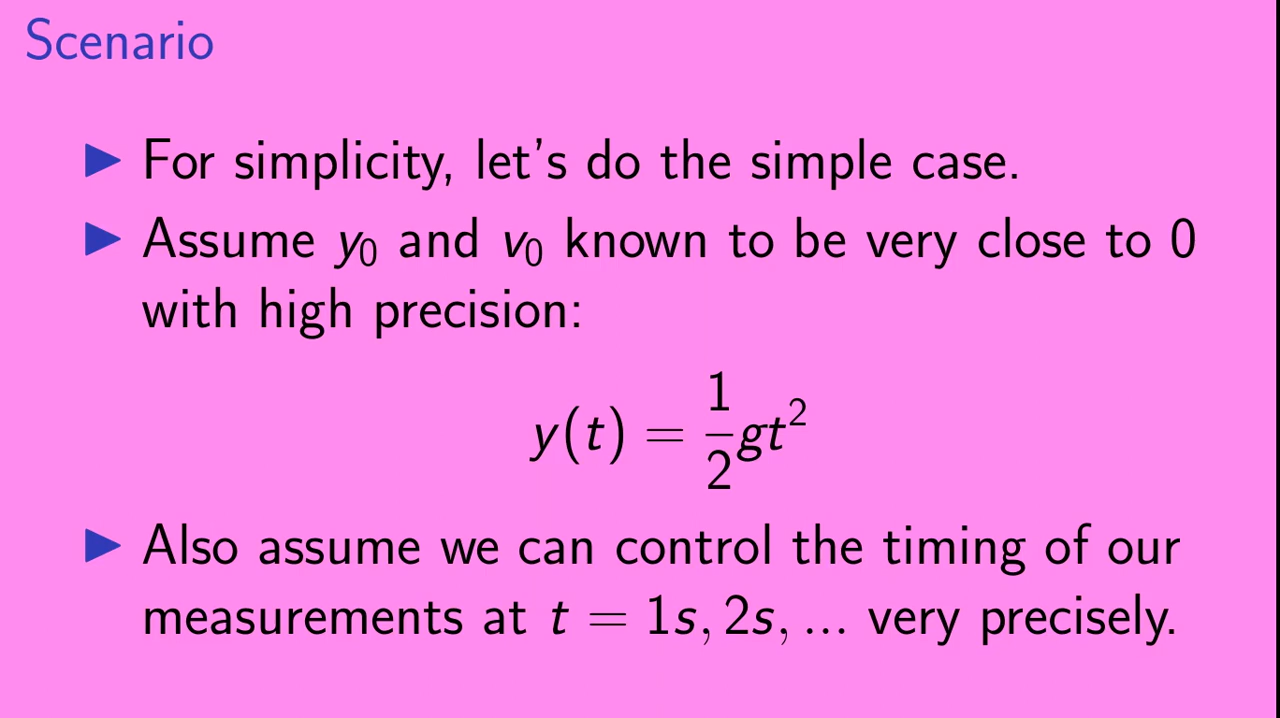 Scenario
▶ For simplicity, let's do the simple case.
▶ Assume y₀ and v₀ known to be very close to 0
with high precision:
y(t) = \frac{1}{2}gt²
▶ Also assume we can control the timing of our
measurements at t = 1s, 2s, ... very precisely.